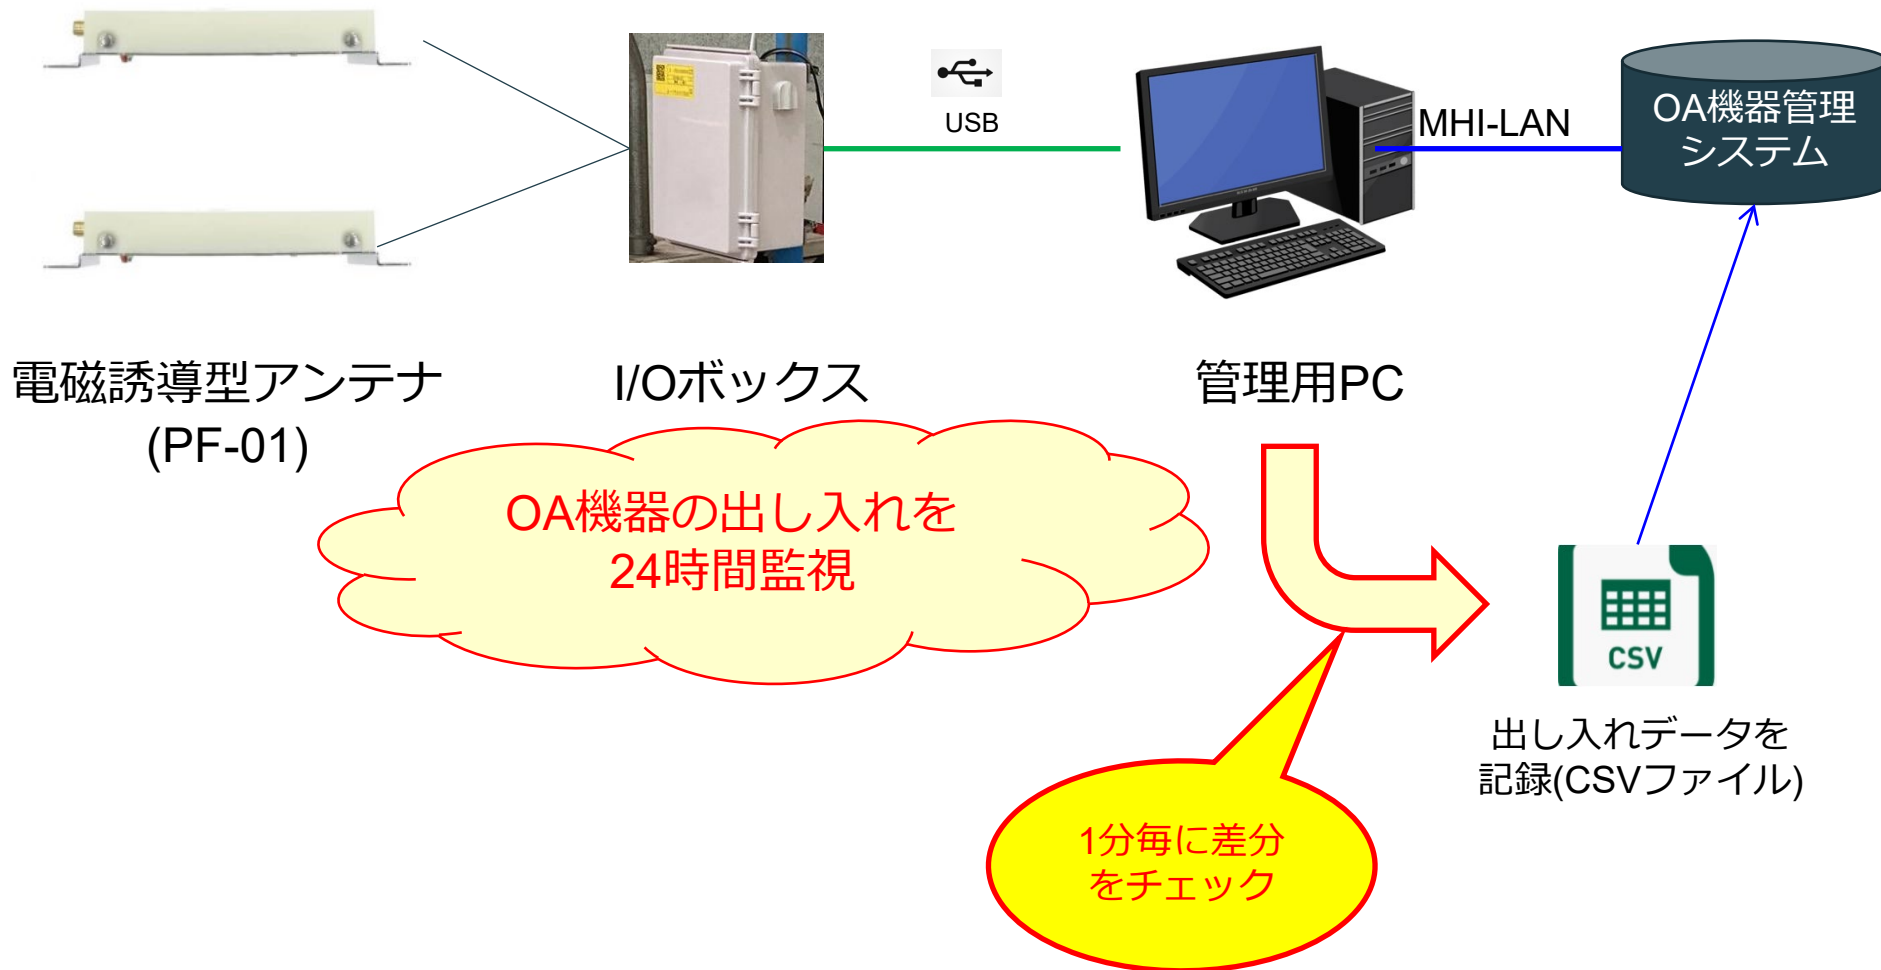 USB
MHI-LAN
OA機器管理
システム
電磁誘導型アンテナ
(PF-01)
I/Oボックス
管理用PC
OA機器の出し入れを
24時間監視
CSV
出し入れデータを
記録(CSVファイル)
1分毎に差分
をチェック